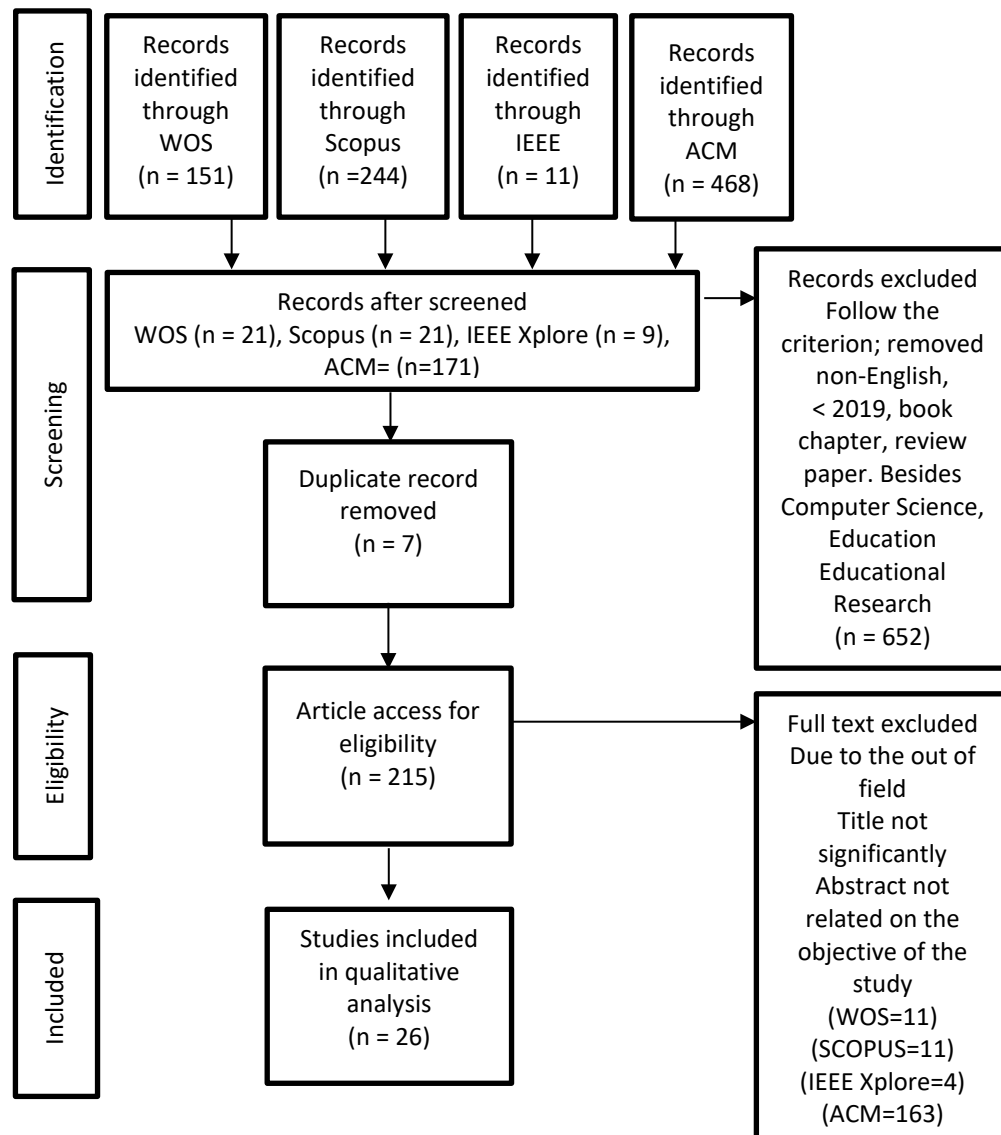 Identification
Records
identified
through
WOS
(n = 151)
Records
identified
through
Scopus
(n =244)
Records
identified
through
IEEE
(n = 11)
Records
identified
through
ACM
(n = 468)
Screening
Records after screened
WOS (n = 21), Scopus (n = 21), IEEE Xplore (n = 9),
ACM= (n=171)
Records excluded
Follow the
criterion; removed
non-English,
< 2019, book
chapter, review
paper. Besides
Computer Science,
Education
Educational
Research
(n = 652)
Duplicate record
removed
(n = 7)
Eligibility
Article access for
eligibility
(n = 215)
Full text excluded
Due to the out of
field
Title not
significantly
Abstract not
related on the
objective of the
study
(WOS=11)
(SCOPUS=11)
(IEEE Xplore=4)
(ACM=163)
Included
Studies included
in qualitative
analysis
(n = 26)